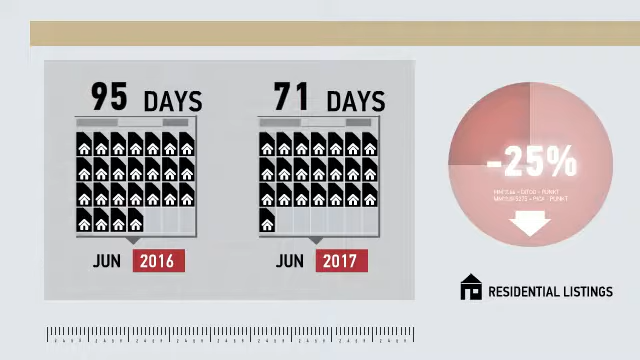 95 DAYS
71 DAYS
-25%
JUN 2016
JUN 2017
RESIDENTIAL LISTINGS